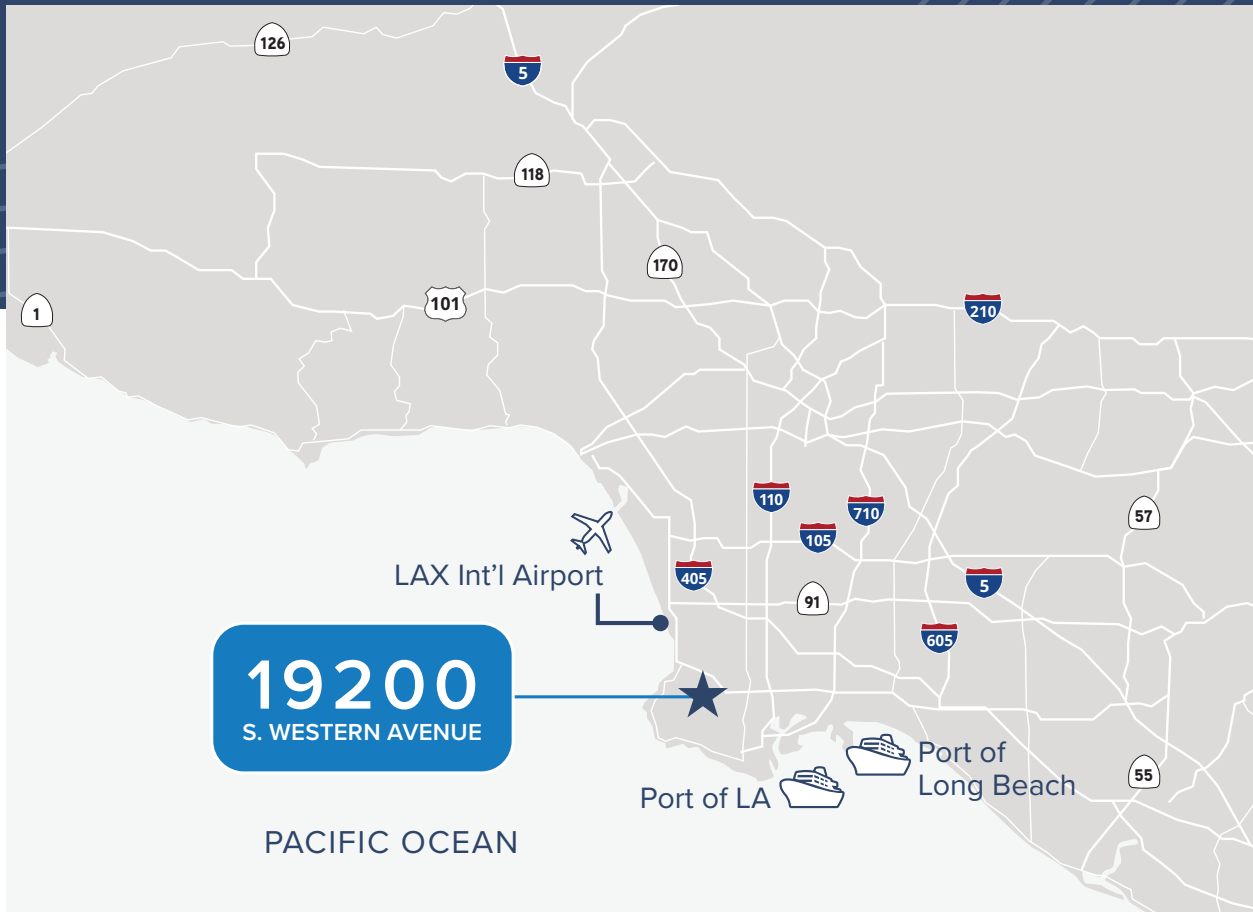 126
5
118
170
1
101
210
110
710
57
105
LAX Int'l Airport
405
5
91
605
19200
S. WESTERN AVENUE
Port of
Long Beach
55
Port of LA
PACIFIC OCEAN